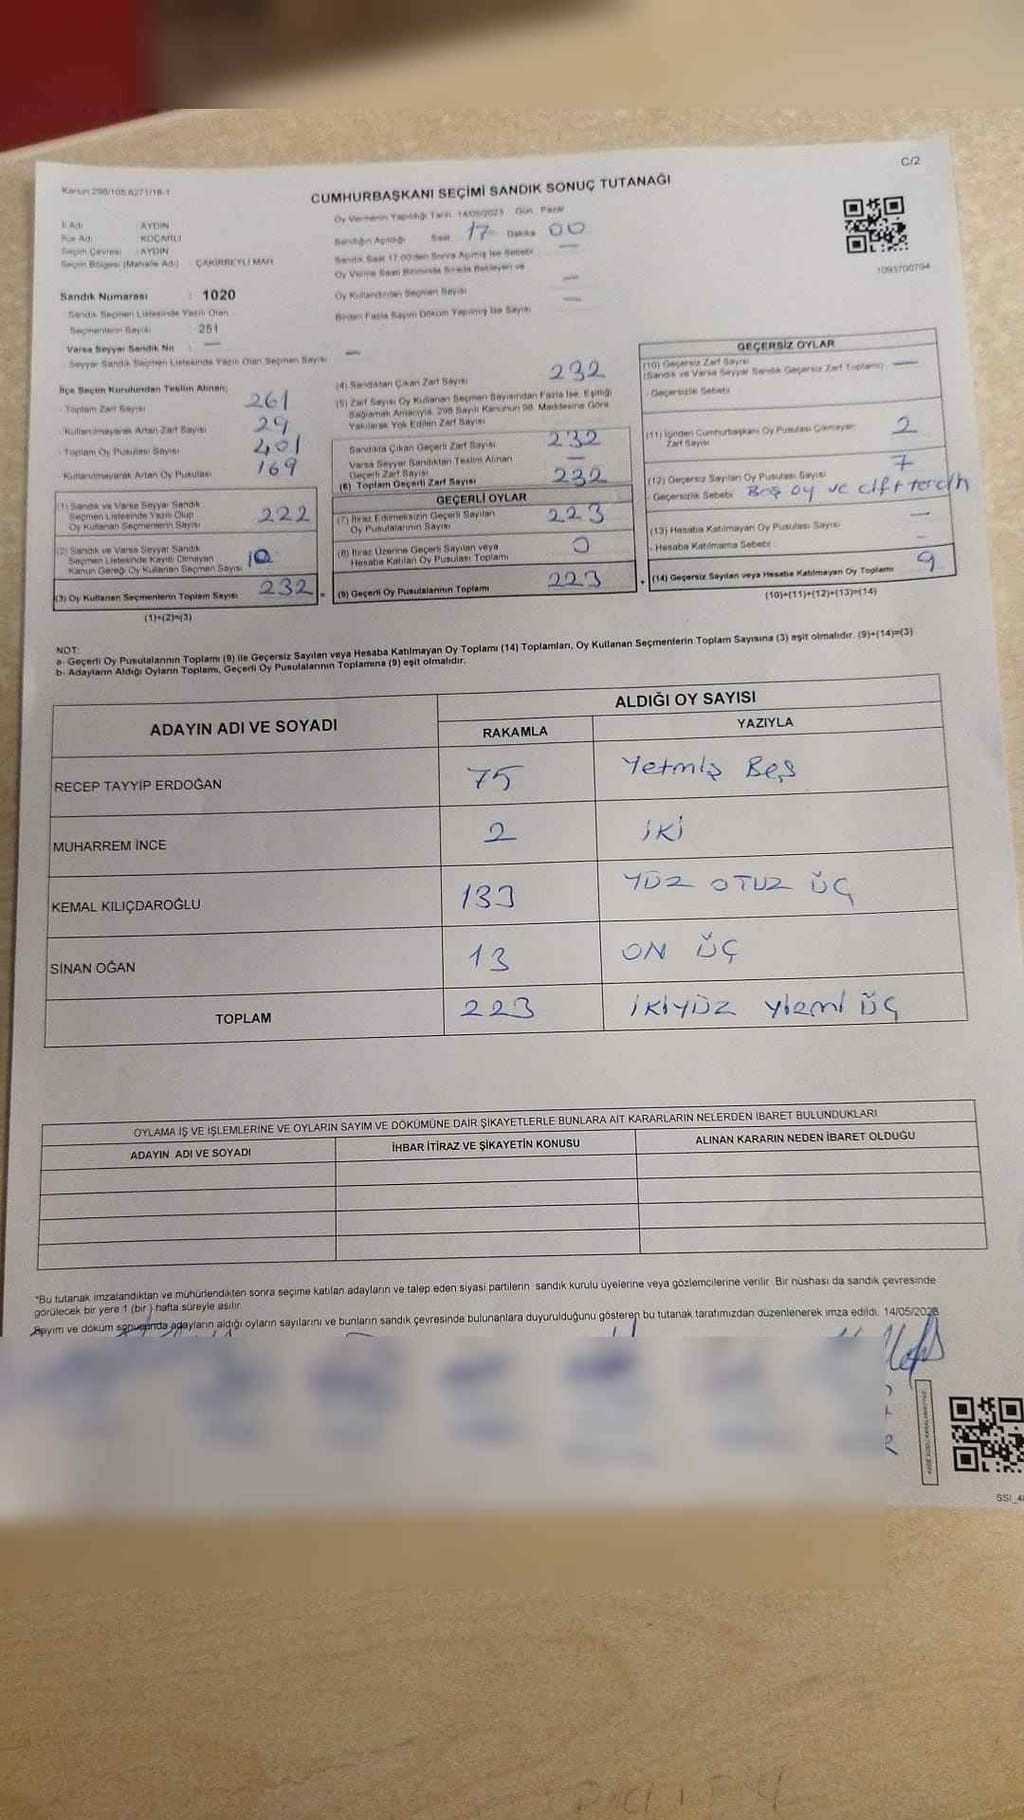 C/2
Kanun:298/105 6271/18-1
CUMHURBAŞKANI SEÇİMİ SANDIK SONUÇ TUTANAĞI
İl Adı : AYDIN
İlçe Adı : KOÇARLI
Seçim Çevresi : AYDIN
Seçim Bölgesi (Mahalle Adı) : ÇAKIRBEYLİ MAH
Sandık Numarası : 1020
Sandık Seçmen Listesinde Yazılı Olan
Seçmenlerin Sayısı : 251
Varsa Seyyar Sandık No : —
Seyyar Sandık Seçmen Listesinde Yazılı Olan Seçmen Sayısı —
Oy Vermenin Yapıldığı Tarih 14/05/2023 Gün Pazar
Sandığın Açıldığı Saat 17 Dakika 00
Sandık Saat 17:00'den Sonra Açılmış İse Sebebi —
Oy Verme Saati Bitiminde Sırada Bekleyen ve
Oy Kullandırılan Seçmen Sayısı —
Birden Fazla Sayım Döküm Yapılmış İse Sayısı —
1093700794
İlçe Seçim Kurulundan Teslim Alınan;
- Toplam Zarf Sayısı 261
- Kullanılmayarak Artan Zarf Sayısı 29
- Toplam Oy Pusulası Sayısı 401
- Kullanılmayarak Artan Oy Pusulası 169
(1) Sandık ve Varsa Seyyar Sandık
Seçmen Listesinde Yazılı Olup
Oy Kullanan Seçmenlerin Sayısı 222
(2) Sandık ve Varsa Seyyar Sandık
Seçmen Listesinde Kayıtlı Olmayan
Kanun Gereği Oy Kullanan Seçmen Sayısı 10
(3) Oy Kullanan Seçmenlerin Toplam Sayısı 232 =
(1)+(2)=(3)
(4) Sandıktan Çıkan Zarf Sayısı 232
(5) Zarf Sayısı Oy Kullanan Seçmen Sayısından Fazla İse, Eşitliği
Sağlamak Amacıyla, 298 Sayılı Kanunun 98. Maddesine Göre
Yakılarak Yok Edilen Zarf Sayısı
Sandıkta Çıkan Geçerli Zarf Sayısı 232
Varsa Seyyar Sandıktan Teslim Alınan
Geçerli Zarf Sayısı —
(6) Toplam Geçerli Zarf Sayısı 232
GEÇERLİ OYLAR
(7) İtiraz Edilmeksizin Geçerli Sayılan
Oy Pusulalarının Sayısı 223
(8) İtiraz Üzerine Geçerli Sayılan veya
Hesaba Katılan Oy Pusulası Toplamı 0
(9) Geçerli Oy Pusulalarının Toplamı 223 +
GEÇERSİZ OYLAR
(10) Geçersiz Zarf Sayısı
(Sandık ve Varsa Seyyar Sandık Geçersiz Zarf Toplamı) —
- Geçersizlik Sebebi
(11) İçinden Cumhurbaşkanı Oy Pusulası Çıkmayan
Zarf Sayısı 2
(12) Geçersiz Sayılan Oy Pusulası Sayısı 7
- Geçersizlik Sebebi Boş oy ve çift tercih
(13) Hesaba Katılmayan Oy Pusulası Sayısı —
- Hesaba Katılmama Sebebi —
(14) Geçersiz Sayılan veya Hesaba Katılmayan Oy Toplamı 9
(10)+(11)+(12)+(13)=(14)
NOT:
a- Geçerli Oy Pusulalarının Toplamı (9) ile Geçersiz Sayılan veya Hesaba Katılmayan Oy Toplamı (14) Toplamları, Oy Kullanan Seçmenlerin Toplam Sayısına (3) eşit olmalıdır. (9)+(14)=(3)
b- Adayların Aldığı Oyların Toplamı, Geçerli Oy Pusulalarının Toplamına (9) eşit olmalıdır.
ADAYIN ADI VE SOYADI
ALDIĞI OY SAYISI
RAKAMLA YAZIYLA
RECEP TAYYİP ERDOĞAN 75 Yetmiş Beş
MUHARREM İNCE 2 İKİ
KEMAL KILIÇDAROĞLU 133 YÜZ OTUZ ÜÇ
SİNAN OĞAN 13 ON ÜÇ
TOPLAM 223 İKİYÜZ yirmi ÜÇ
OYLAMA İŞ VE İŞLEMLERİNE VE OYLARIN SAYIM VE DÖKÜMÜNE DAİR ŞİKAYETLERLE BUNLARA AİT KARARLARIN NELERDEN İBARET BULUNDUKLARI
ADAYIN ADI VE SOYADI İHBAR İTİRAZ VE ŞİKAYETİN KONUSU ALINAN KARARIN NEDEN İBARET OLDUĞU
*Bu tutanak imzalandıktan ve mühürlendikten sonra seçime katılan adayların ve talep eden siyasi partilerin sandık kurulu üyelerine veya gözlemcilerine verilir. Bir nüshası da sandık çevresinde
görülecek bir yere 1 (bir) hafta süreyle asılır.
Sayım ve döküm sonucunda adayların aldığı oyların sayılarını ve bunların sandık çevresinde bulunanlara duyurulduğunu gösteren bu tutanak tarafımızdan düzenlenerek imza edildi. 14/05/2023